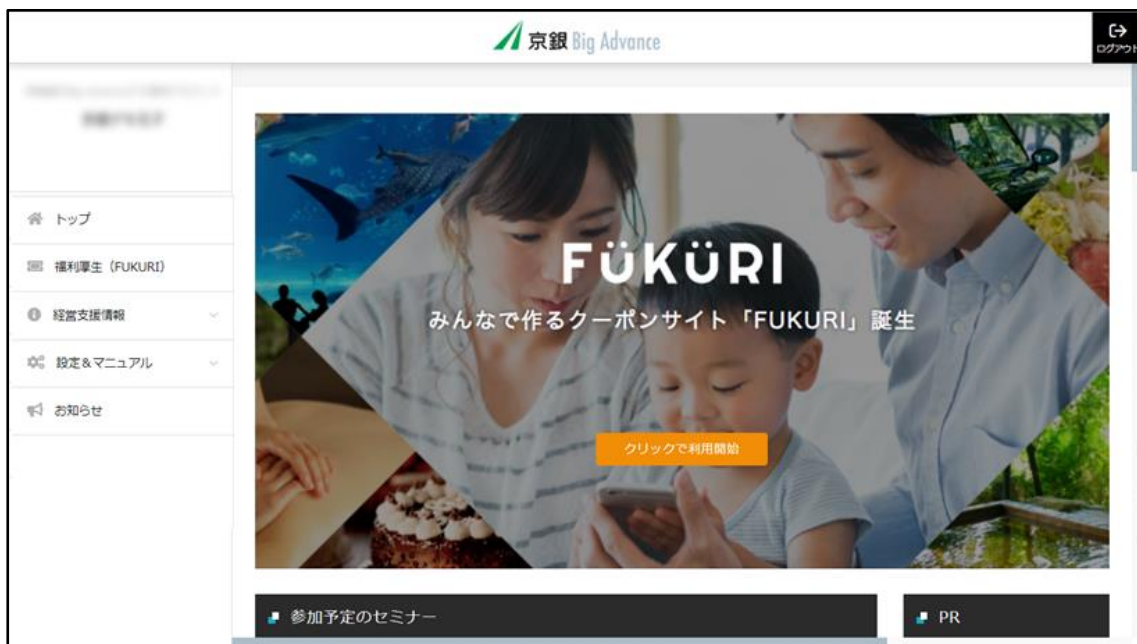 京銀 Big Advance
ログアウト
トップ
福利厚生（FUKURI）
経営支援情報
設定＆マニュアル
お知らせ
FÜKÜRI
みんなで作るクーポンサイト「FUKURI」誕生
クリックで利用開始
参加予定のセミナー
PR